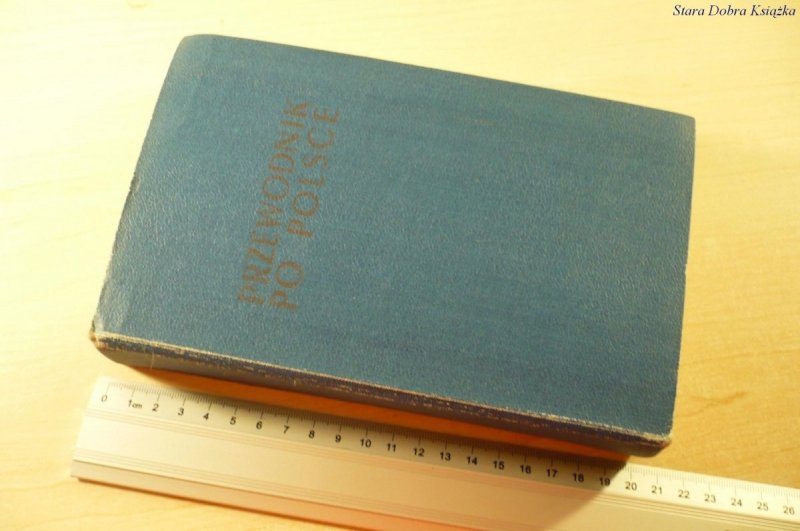 Stara Dobra Książka
PRZEWODNIK
PO POLSCE
0 1cm 2 3 4 5 6 7 8 9 10 11 12 13 14 15 16 17 18 19 20 21 22 23 24 25 26